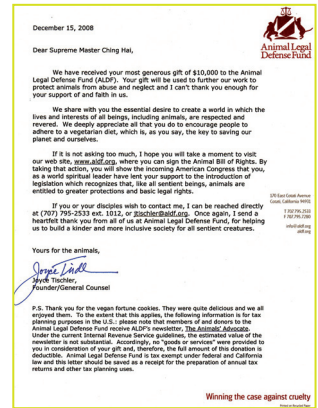 December 15, 2008
Animal Legal
Defense Fund
Dear Supreme Master Ching Hai,
We have received your most generous gift of $10,000 to the Animal
Legal Defense Fund (ALDF). Your gift will be used to further our work to
protect animals from abuse and neglect and I can't thank you enough for
your support of and faith in us.
We share with you the essential desire to create a world in which the
lives and interests of all beings, including animals, are respected and
revered. We deeply appreciate all that you do to encourage people to
adhere to a vegetarian diet, which is, as you say, the key to saving our
planet and ourselves.
If it is not asking too much, I hope you will take a moment to visit
our web site, www.aldf.org, where you can sign the Animal Bill of Rights. By
taking that action, you will show the incoming American Congress that you,
as a world spiritual leader have lent your support to the introduction of
legislation which recognizes that, like all sentient beings, animals are
entitled to greater protections and basic legal rights.
If you or your disciples wish to contact me, I can be reached directly
at (707) 795-2533 ext. 1012, or jtischler@aldf.org. Once again, I send a
heartfelt thank you from all of us at Animal Legal Defense Fund, for helping
us to build a kinder and more inclusive society for all sentient creatures.
170 East Cotati Avenue
Cotati, California 94931
T 707.795.2533
F 707.795.7280
info@aldf.org
aldf.org
Yours for the animals,
Joyce Tischler,
Founder/General Counsel
P.S. Thank you for the vegan fortune cookies. They were quite delicious and we all
enjoyed them. To the extent that this applies, the following information is for tax
planning purposes in the U.S.: please note that members of and donors to the
Animal Legal Defense Fund receive ALDF's newsletter, The Animals' Advocate.
Under the current Internal Revenue Service guidelines, the estimated value of the
newsletter is not substantial. Accordingly, no "goods or services" were provided to
you in consideration of your gift and, therefore, the full amount of this donation is
deductible. Animal Legal Defense Fund is tax exempt under federal and California
law and this letter should be saved as a receipt for the preparation of annual tax
returns and other tax planning uses.
Winning the case against cruelty
Printed on Recycled Paper